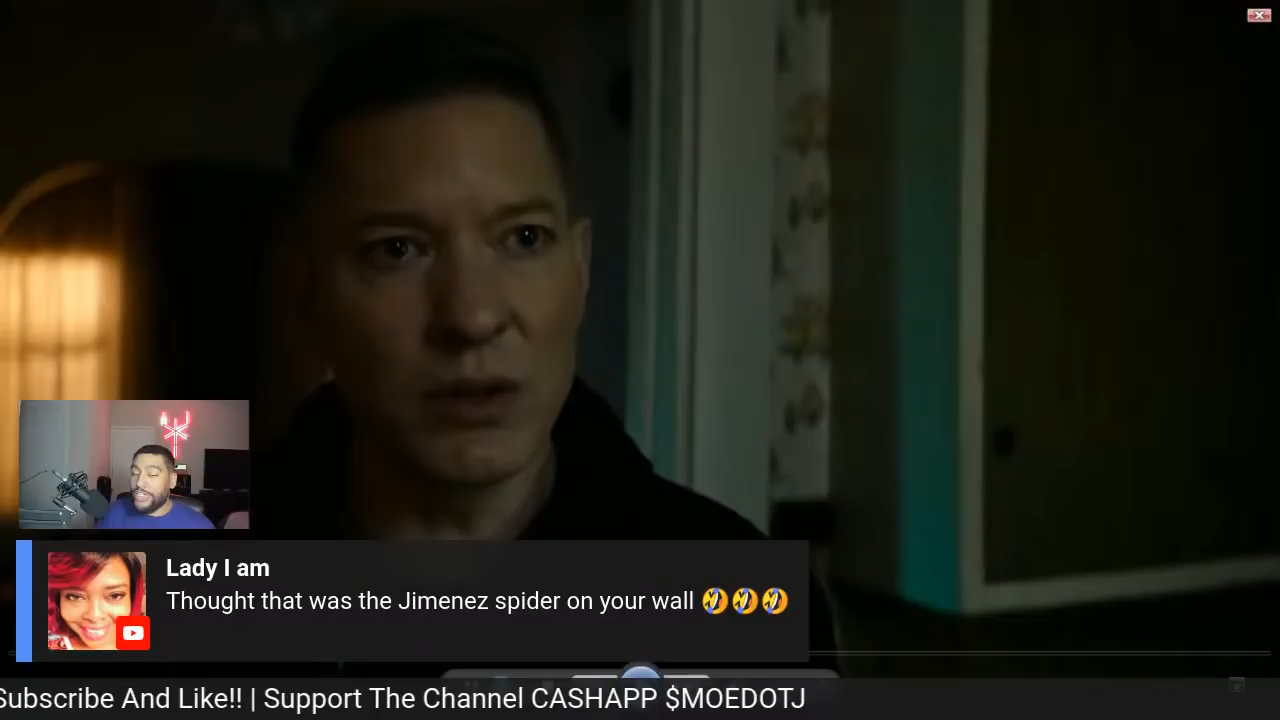 Lady I am
Thought that was the Jimenez spider on your wall 🤣🤣🤣
Subscribe And Like!! | Support The Channel CASHAPP $MOEDOTJ